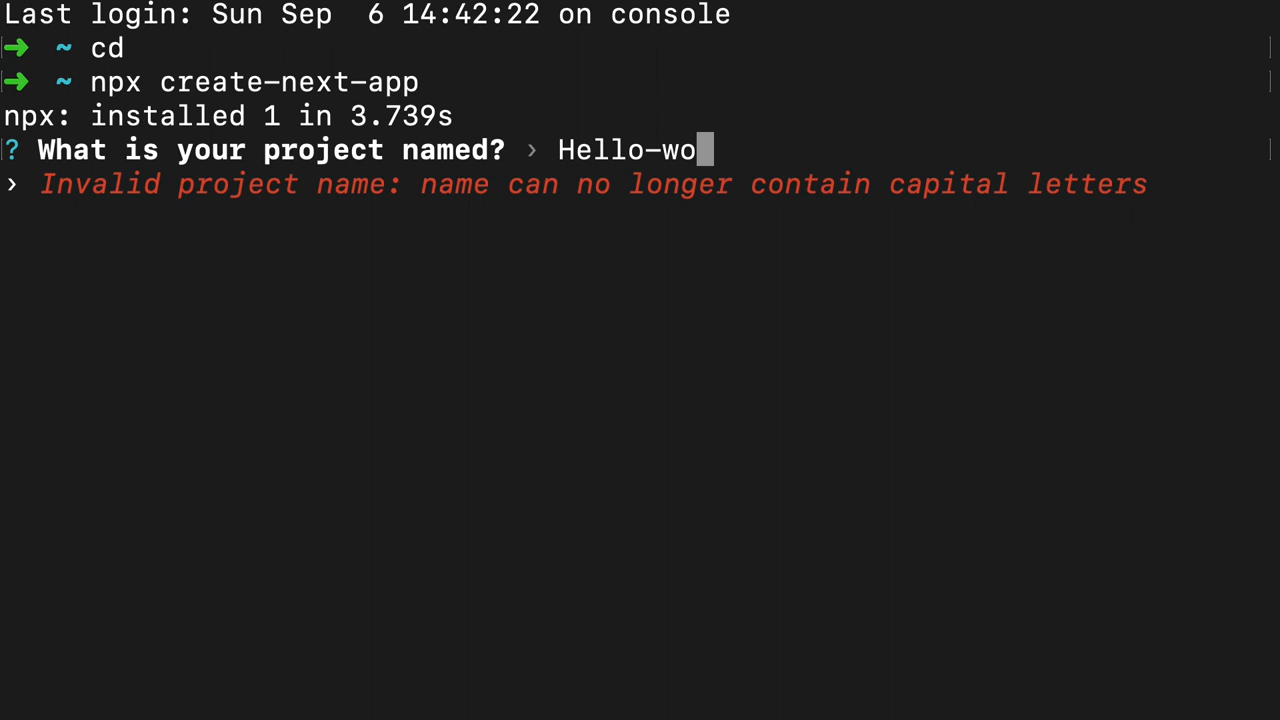 Last login: Sun Sep  6 14:42:22 on console
➜  ~ cd
➜  ~ npx create-next-app
npx: installed 1 in 3.739s
? What is your project named? › Hello-wo
› Invalid project name: name can no longer contain capital letters